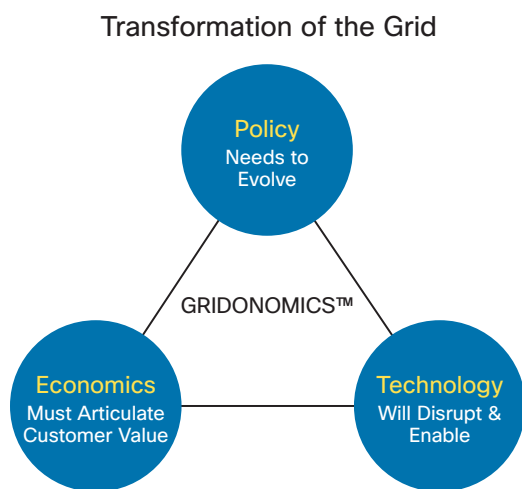 Transformation of the Grid
Policy
Needs to
Evolve
GRIDONOMICS™
Economics
Must Articulate
Customer Value
Technology
Will Disrupt &
Enable